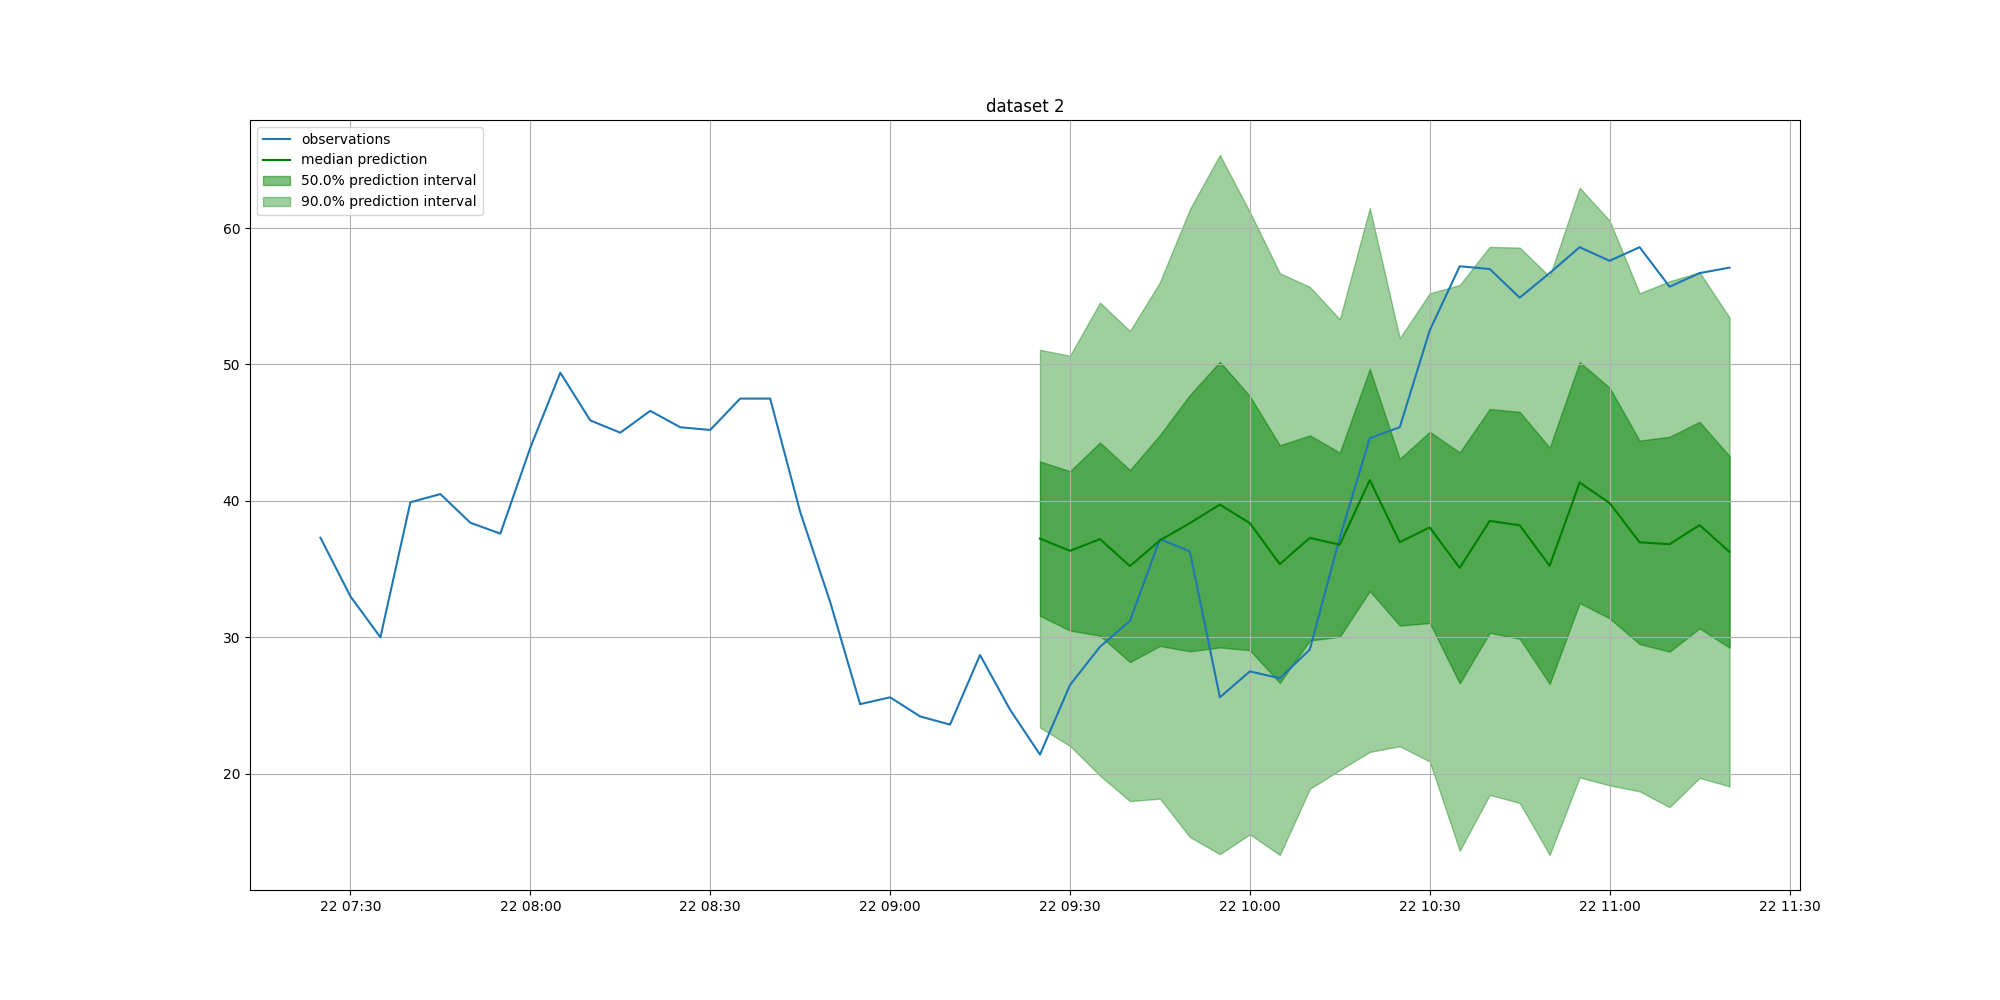 dataset 2
observations
median prediction
50.0% prediction interval
90.0% prediction interval
60
50
40
30
20
22 07:30
22 08:00
22 08:30
22 09:00
22 09:30
22 10:00
22 10:30
22 11:00
22 11:30